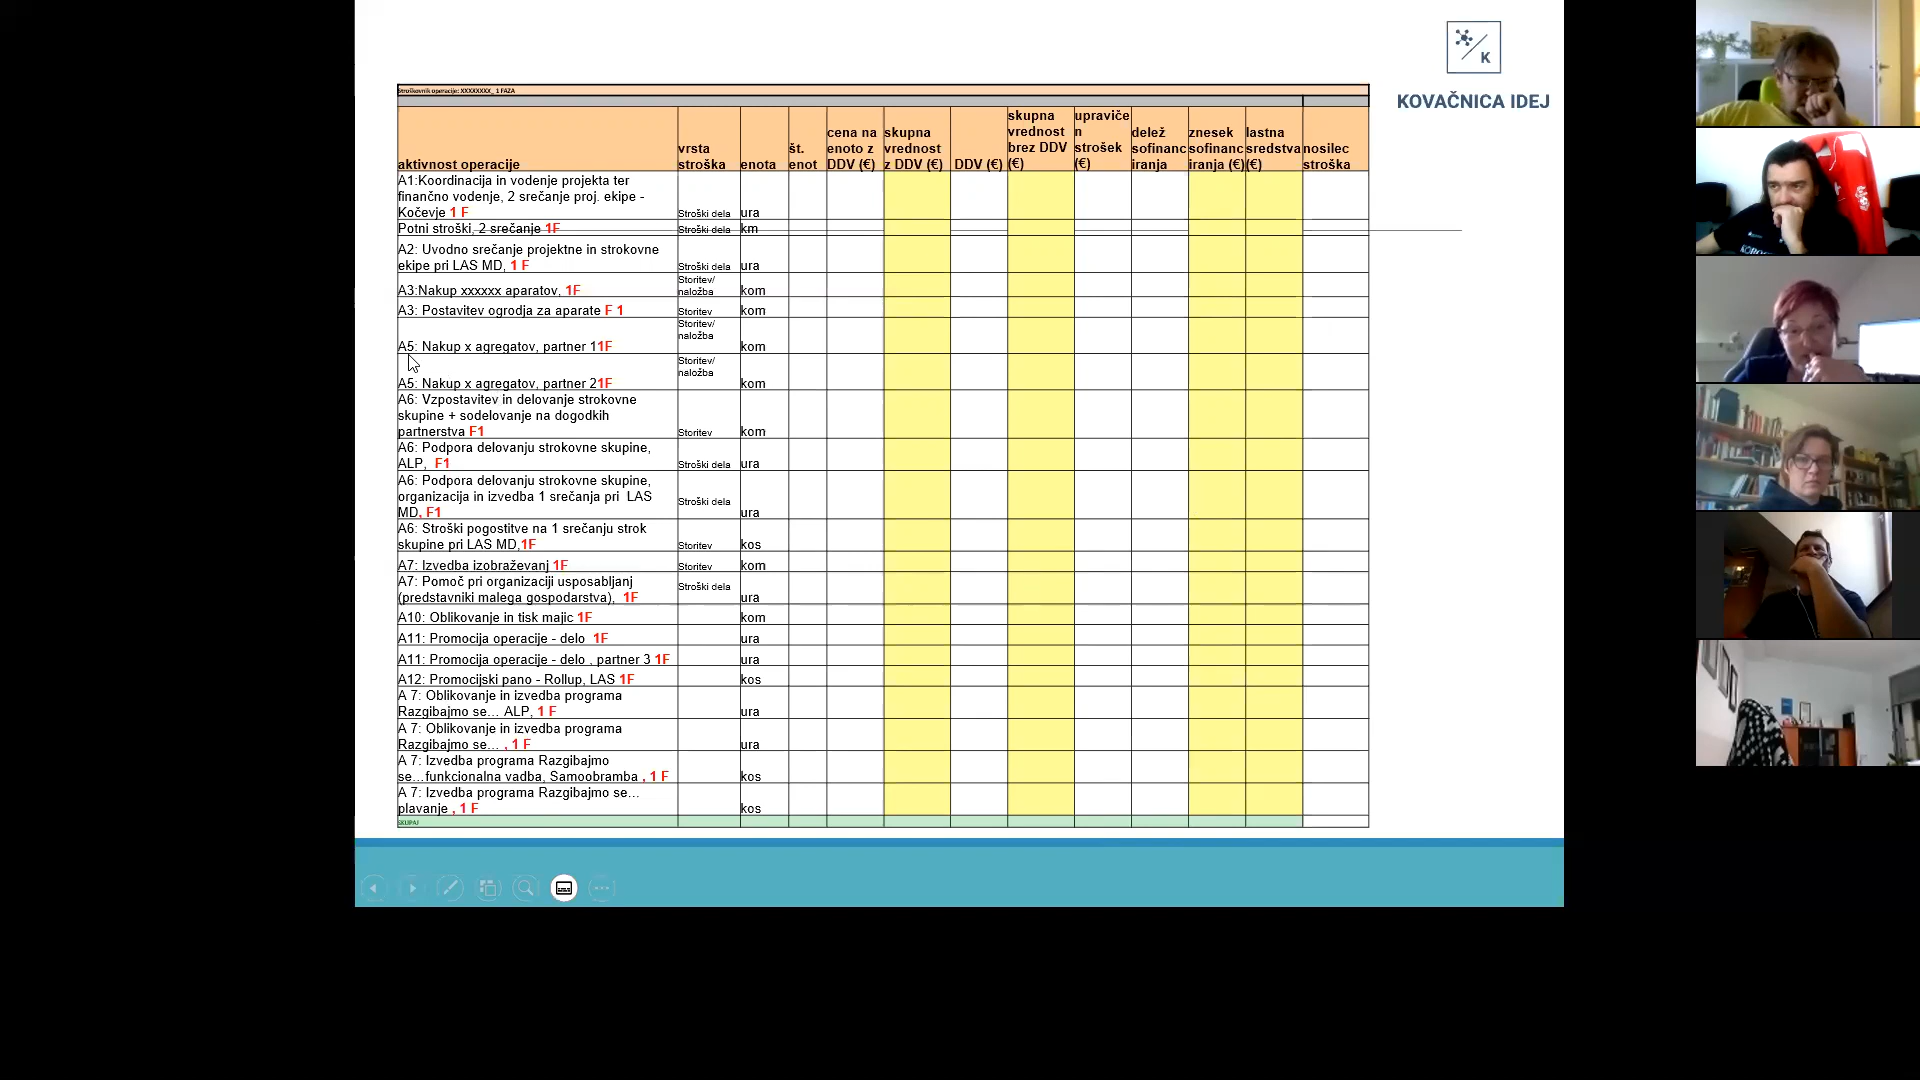 K
KOVAČNICA IDEJ
Stroškovnik operacije: XXXXXXXX_ 1 FAZA
aktivnost operacije
vrsta
stroška
enota
št.
enot
cena na
enoto z
DDV (€)
skupna
vrednost
z DDV (€)
DDV (€)
skupna
vrednost
brez DDV
(€)
upraviče
n
strošek
(€)
delež
sofinanc
iranja
znesek
sofinanc
iranja (€)
lastna
sredstva
(€)
nosilec
stroška
A1:Koordinacija in vodenje projekta ter
finančno vodenje, 2 srečanje proj. ekipe -
Kočevje 1 F
Stroški dela
ura
Potni stroški, 2 srečanje 1F
Stroški dela
km
A2: Uvodno srečanje projektne in strokovne
ekipe pri LAS MD, 1 F
Stroški dela
ura
A3:Nakup xxxxxx aparatov, 1F
Storitev/
naložba
kom
A3: Postavitev ogrodja za aparate F 1
Storitev
kom
A5: Nakup x agregatov, partner 11F
Storitev/
naložba
kom
A5: Nakup x agregatov, partner 21F
Storitev/
naložba
kom
A6: Vzpostavitev in delovanje strokovne
skupine + sodelovanje na dogodkih
partnerstva F1
Storitev
kom
A6: Podpora delovanju strokovne skupine,
ALP, F1
Stroški dela
ura
A6: Podpora delovanju strokovne skupine,
organizacija in izvedba 1 srečanja pri LAS
MD, F1
Stroški dela
ura
A6: Stroški pogostitve na 1 srečanju strok
skupine pri LAS MD,1F
Storitev
kos
A7: Izvedba izobraževanj 1F
Storitev
kom
A7: Pomoč pri organizaciji usposabljanj
(predstavniki malega gospodarstva), 1F
Stroški dela
ura
A10: Oblikovanje in tisk majic 1F
kom
A11: Promocija operacije - delo 1F
ura
A11: Promocija operacije - delo , partner 3 1F
ura
A12: Promocijski pano - Rollup, LAS 1F
kos
A 7: Oblikovanje in izvedba programa
Razgibajmo se... ALP, 1 F
ura
A 7: Oblikovanje in izvedba programa
Razgibajmo se... , 1 F
ura
A 7: Izvedba programa Razgibajmo
se...funkcionalna vadba, Samoobramba , 1 F
kos
A 7: Izvedba programa Razgibajmo se...
plavanje , 1 F
kos
SKUPAJ